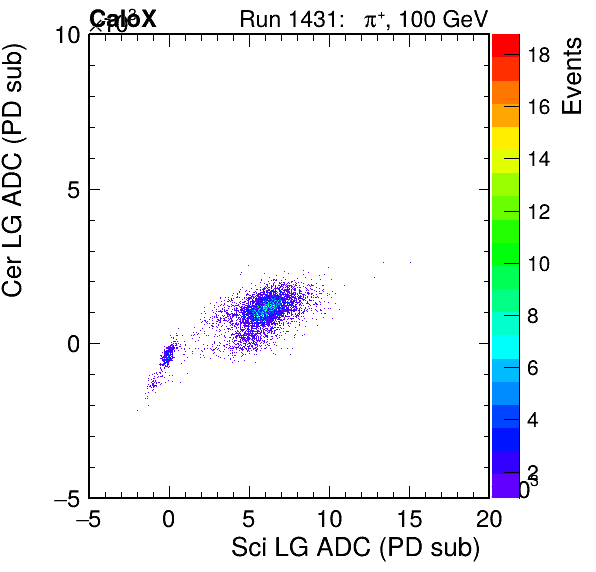 CaloX Run 1431: π⁺, 100 GeV
×10³
Cer LG ADC (PD sub)
10
5
0
−5
−5 0 5 10 15 20
Sci LG ADC (PD sub)
Events
18
16
14
12
10
8
6
4
2